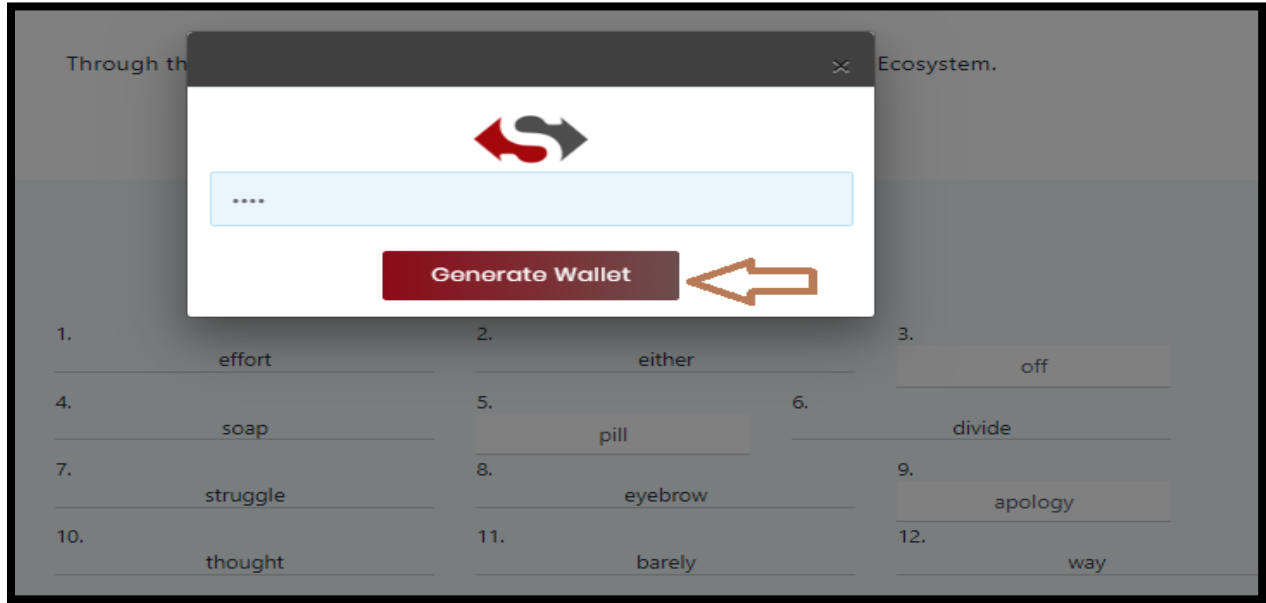 Through th Ecosystem.
••••
Generate Wallet
1. 2. 3.
effort either off
4. 5. 6.
soap pill divide
7. 8. 9.
struggle eyebrow apology
10. 11. 12.
thought barely way